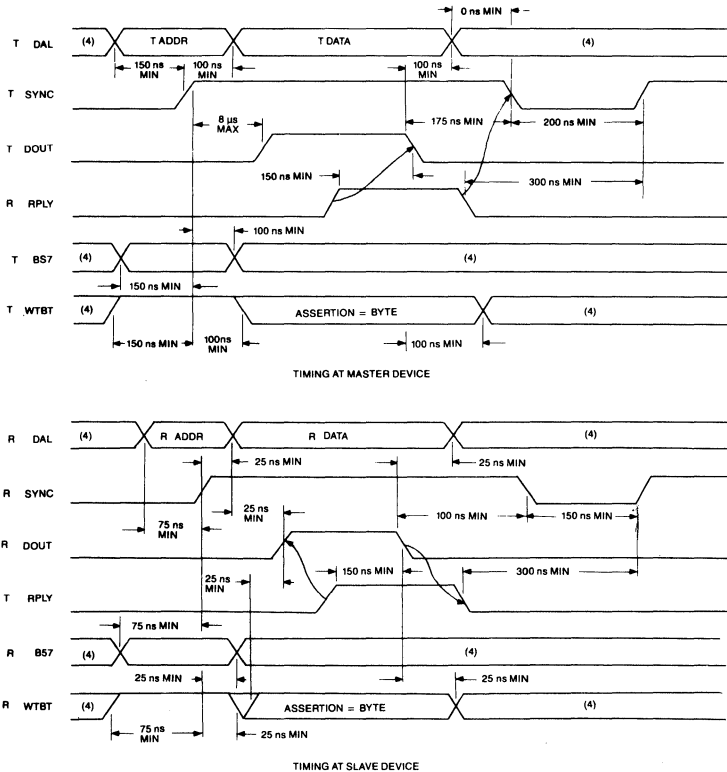 0 ns MIN
T DAL (4) T ADDR T DATA (4)
150 ns MIN 100 ns MIN 100 ns MIN
T SYNC
8 µs MAX 175 ns MIN 200 ns MIN
T DOUT
150 ns MIN 300 ns MIN
R RPLY
100 ns MIN
T BS7 (4) (4)
150 ns MIN
T WTBT (4) ASSERTION = BYTE (4)
150 ns MIN 100ns MIN 100 ns MIN
TIMING AT MASTER DEVICE
R DAL (4) R ADDR R DATA (4)
25 ns MIN 25 ns MIN
R SYNC
75 ns MIN 25 ns MIN 100 ns MIN 150 ns MIN
R DOUT
25 ns MIN 150 ns MIN 300 ns MIN
T RPLY
75 ns MIN
R B57 (4) (4)
25 ns MIN 25 ns MIN
R WTBT (4) ASSERTION = BYTE (4)
75 ns MIN 25 ns MIN
TIMING AT SLAVE DEVICE